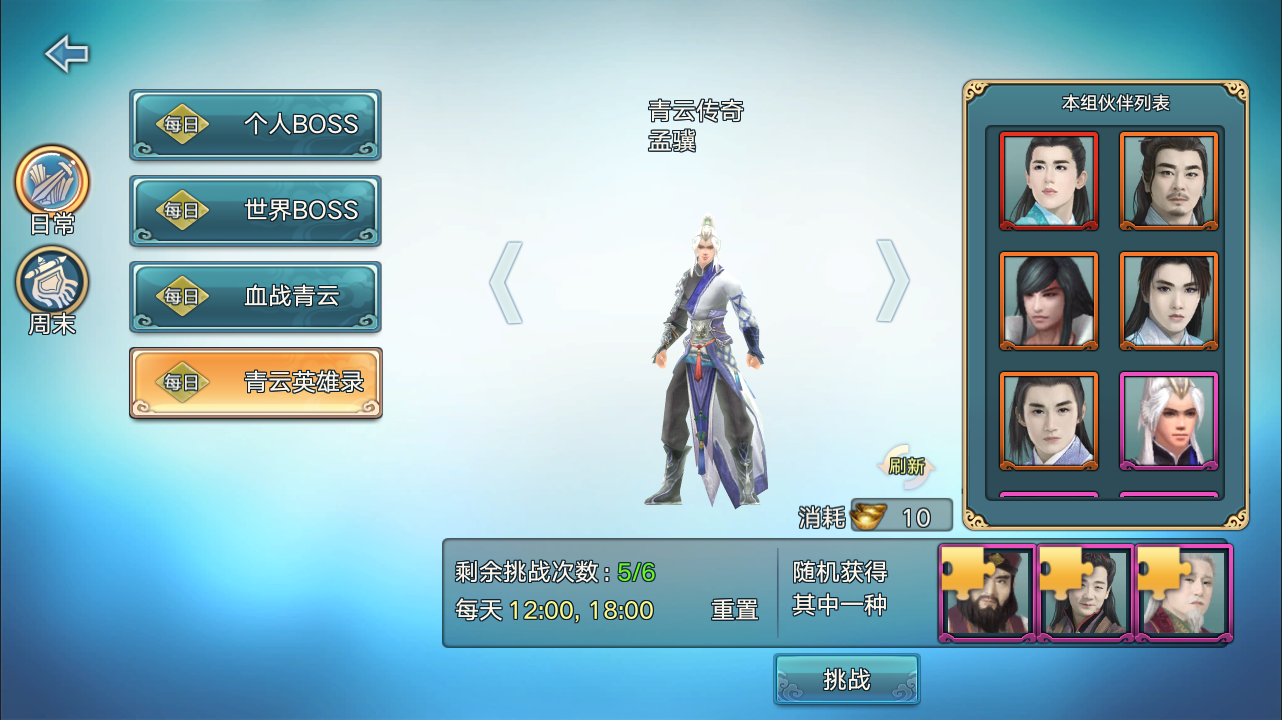 日常
周末
每日 个人BOSS
每日 世界BOSS
每日 血战青云
每日 青云英雄录
青云传奇
孟骥
刷新
消耗 10
本组伙伴列表
剩余挑战次数: 5/6
每天 12:00, 18:00 重置
随机获得
其中一种
挑战